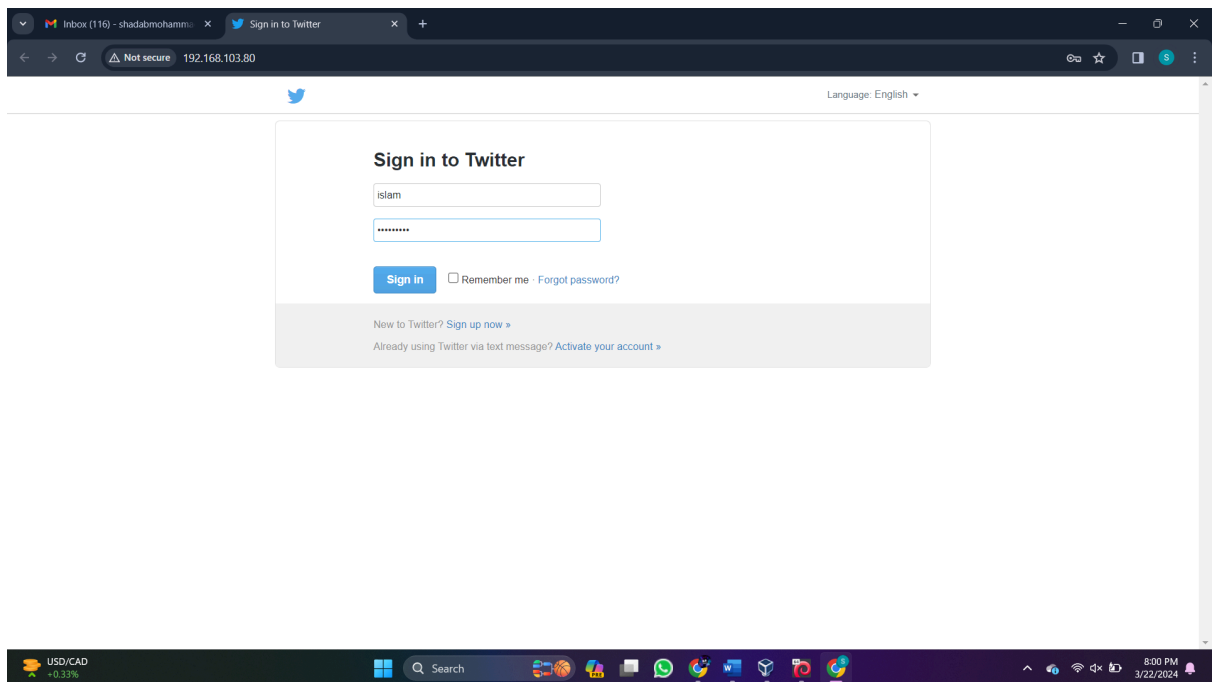 Inbox (116) - shadabmohamma
Sign in to Twitter
Not secure 192.168.103.80
S
Language: English
Sign in to Twitter
islam
•••••••••
Sign in Remember me · Forgot password?
New to Twitter? Sign up now »
Already using Twitter via text message? Activate your account »
USD/CAD
+0.33%
Search
PRE
W
S
8:00 PM
3/22/2024